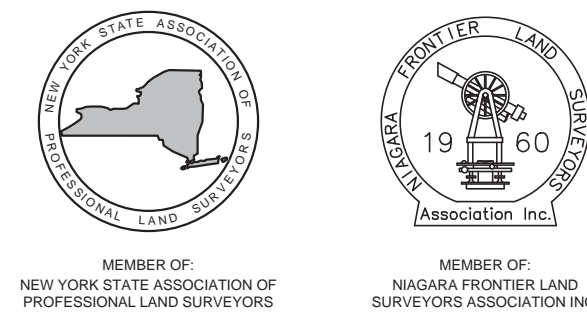 NEW YORK STATE ASSOCIATION OF
PROFESSIONAL LAND SURVEYORS
MEMBER OF:
NEW YORK STATE ASSOCIATION OF
PROFESSIONAL LAND SURVEYORS
NIAGARA FRONTIER LAND SURVEYORS
19 60
Association Inc.
MEMBER OF:
NIAGARA FRONTIER LAND
SURVEYORS ASSOCIATION INC